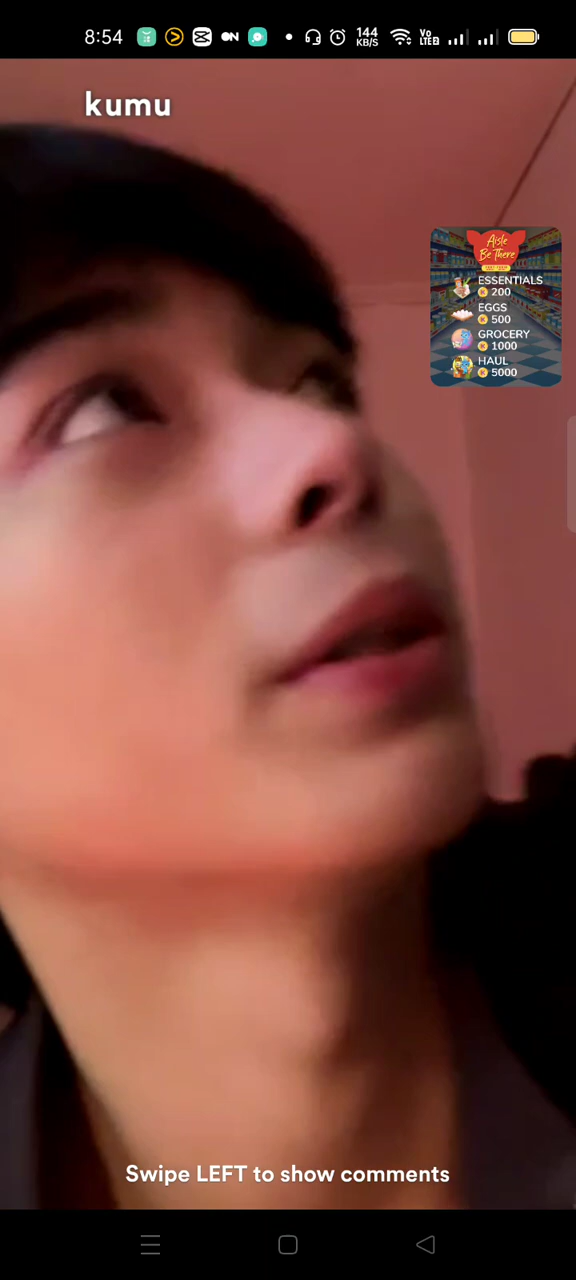 8:54
144
KB/S
Vo
LTE2
kumu
Aisle
Be There
ESSENTIALS
200
EGGS
500
GROCERY
1000
HAUL
5000
Swipe LEFT to show comments